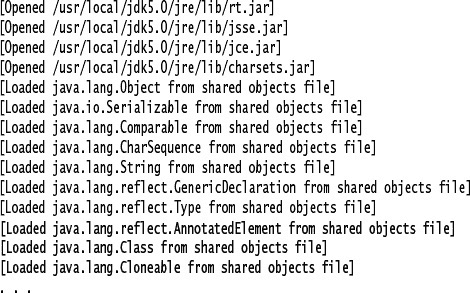 [Opened /usr/local/jdk5.0/jre/lib/rt.jar]
[Opened /usr/local/jdk5.0/jre/lib/jsse.jar]
[Opened /usr/local/jdk5.0/jre/lib/jce.jar]
[Opened /usr/local/jdk5.0/jre/lib/charsets.jar]
[Loaded java.lang.Object from shared objects file]
[Loaded java.io.Serializable from shared objects file]
[Loaded java.lang.Comparable from shared objects file]
[Loaded java.lang.CharSequence from shared objects file]
[Loaded java.lang.String from shared objects file]
[Loaded java.lang.reflect.GenericDeclaration from shared objects file]
[Loaded java.lang.reflect.Type from shared objects file]
[Loaded java.lang.reflect.AnnotatedElement from shared objects file]
[Loaded java.lang.Class from shared objects file]
[Loaded java.lang.Cloneable from shared objects file]
...